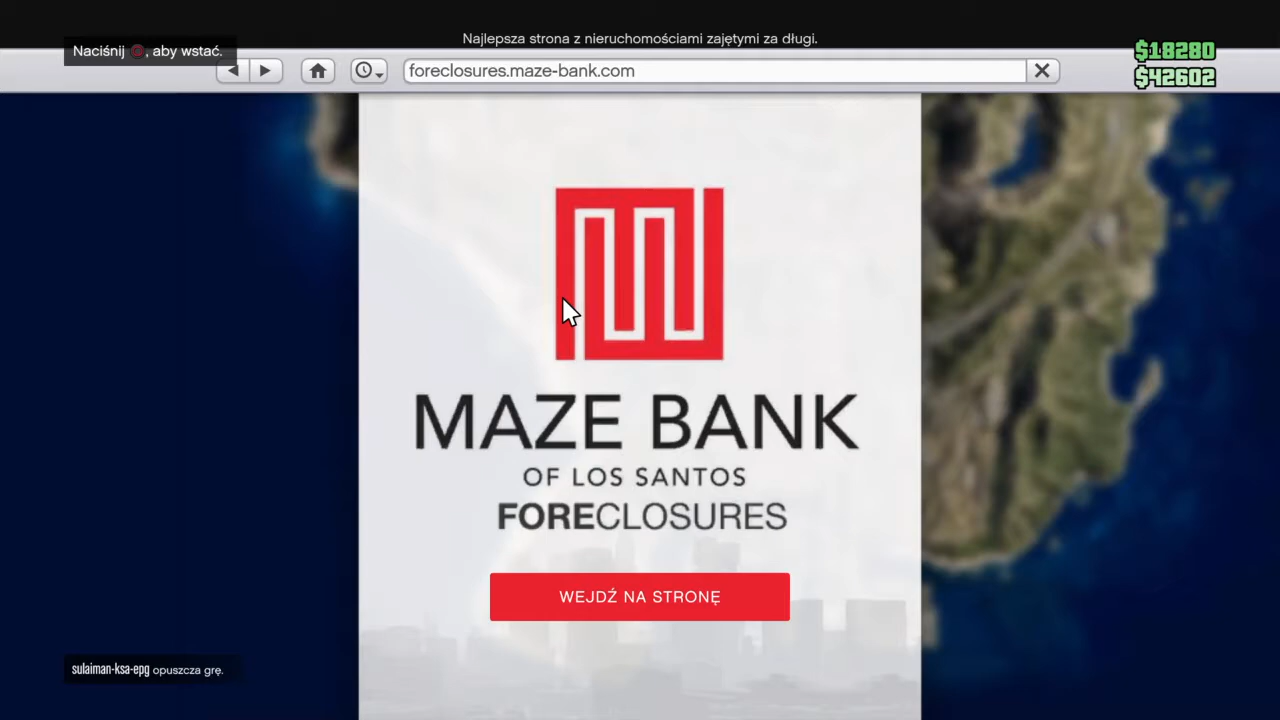 Najlepsza strona z nieruchomościami zajętymi za długi.
Naciśnij , aby wstać.
foreclosures.maze-bank.com
$18280
$42602
MAZE BANK
OF LOS SANTOS
FORECLOSURES
WEJDŹ NA STRONĘ
sulaiman-ksa-epg opuszcza grę.